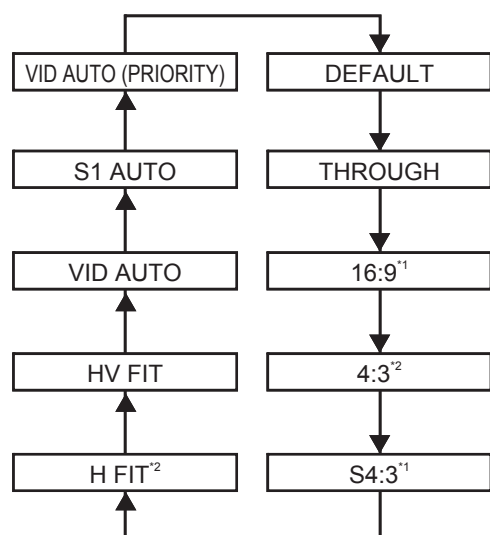 VID AUTO (PRIORITY)
DEFAULT
S1 AUTO
THROUGH
VID AUTO
16:9*1
HV FIT
4:3*2
H FIT*2
S4:3*1